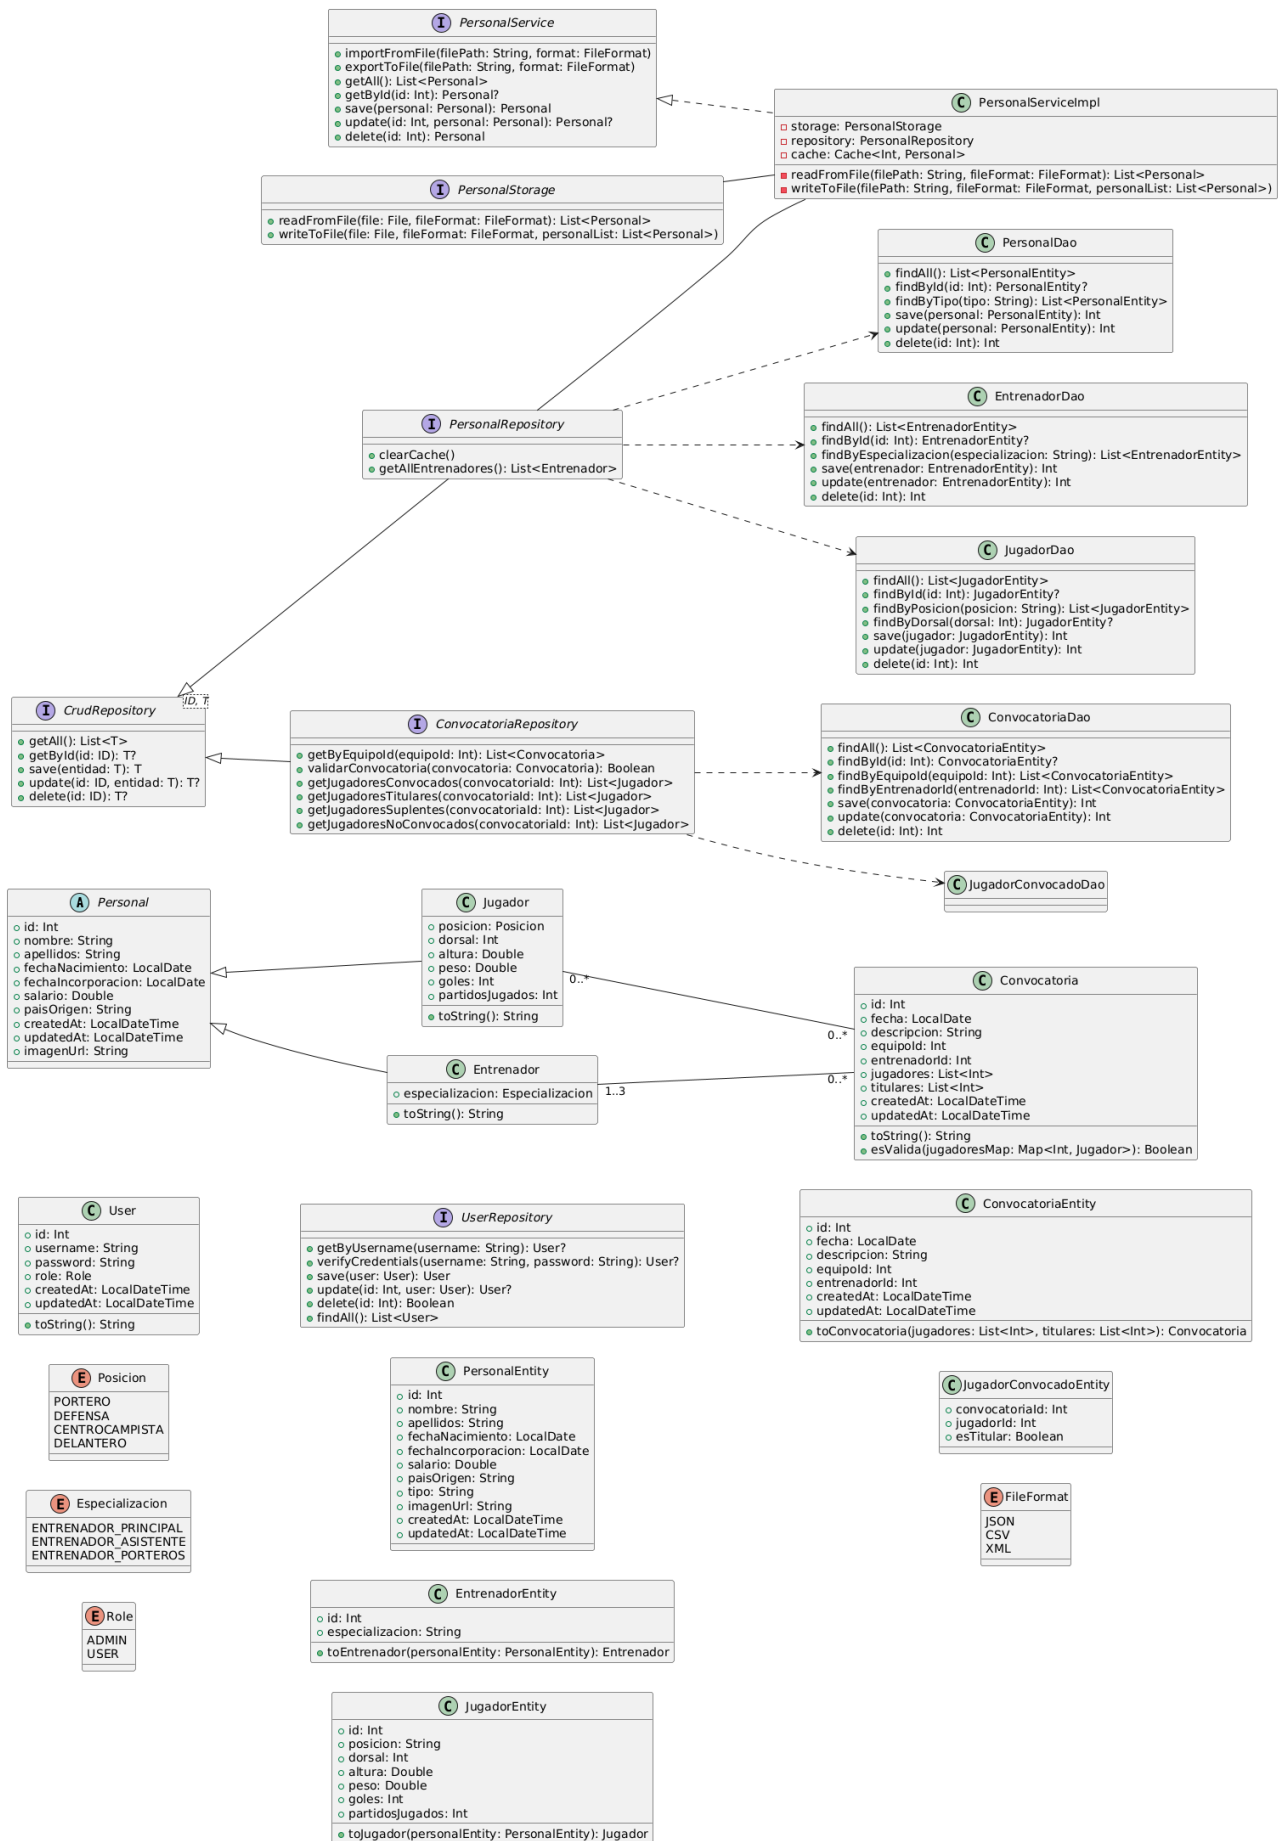 I PersonalService
importFromFile(filePath: String, format: FileFormat)
exportToFile(filePath: String, format: FileFormat)
getAll(): List<Personal>
getById(id: Int): Personal?
save(personal: Personal): Personal
update(id: Int, personal: Personal): Personal?
delete(id: Int): Personal
C PersonalServiceImpl
storage: PersonalStorage
repository: PersonalRepository
cache: Cache<Int, Personal>
readFromFile(filePath: String, fileFormat: FileFormat): List<Personal>
writeToFile(filePath: String, fileFormat: FileFormat, personalList: List<Personal>)
I PersonalStorage
readFromFile(file: File, fileFormat: FileFormat): List<Personal>
writeToFile(file: File, fileFormat: FileFormat, personalList: List<Personal>)
C PersonalDao
findAll(): List<PersonalEntity>
findById(id: Int): PersonalEntity?
findByTipo(tipo: String): List<PersonalEntity>
save(personal: PersonalEntity): Int
update(personal: PersonalEntity): Int
delete(id: Int): Int
I PersonalRepository
clearCache()
getAllEntrenadores(): List<Entrenador>
C EntrenadorDao
findAll(): List<EntrenadorEntity>
findById(id: Int): EntrenadorEntity?
findByEspecializacion(especializacion: String): List<EntrenadorEntity>
save(entrenador: EntrenadorEntity): Int
update(entrenador: EntrenadorEntity): Int
delete(id: Int): Int
C JugadorDao
findAll(): List<JugadorEntity>
findById(id: Int): JugadorEntity?
findByPosicion(posicion: String): List<JugadorEntity>
findByDorsal(dorsal: Int): JugadorEntity?
save(jugador: JugadorEntity): Int
update(jugador: JugadorEntity): Int
delete(id: Int): Int
I CrudRepository
ID, T
getAll(): List<T>
getById(id: ID): T?
save(entidad: T): T
update(id: ID, entidad: T): T?
delete(id: ID): T?
I ConvocatoriaRepository
getByEquipoId(equipoId: Int): List<Convocatoria>
validarConvocatoria(convocatoria: Convocatoria): Boolean
getJugadoresConvocados(convocatoriaId: Int): List<Jugador>
getJugadoresTitulares(convocatoriaId: Int): List<Jugador>
getJugadoresSuplentes(convocatoriaId: Int): List<Jugador>
getJugadoresNoConvocados(convocatoriaId: Int): List<Jugador>
C ConvocatoriaDao
findAll(): List<ConvocatoriaEntity>
findById(id: Int): ConvocatoriaEntity?
findByEquipoId(equipoId: Int): List<ConvocatoriaEntity>
findByEntrenadorId(entrenadorId: Int): List<ConvocatoriaEntity>
save(convocatoria: ConvocatoriaEntity): Int
update(convocatoria: ConvocatoriaEntity): Int
delete(id: Int): Int
C JugadorConvocadoDao
A Personal
id: Int
nombre: String
apellidos: String
fechaNacimiento: LocalDate
fechaIncorporacion: LocalDate
salario: Double
paisOrigen: String
createdAt: LocalDateTime
updatedAt: LocalDateTime
imagenUrl: String
C Jugador
posicion: Posicion
dorsal: Int
altura: Double
peso: Double
goles: Int
partidosJugados: Int
toString(): String
0..*
0..*
C Entrenador
especializacion: Especializacion
toString(): String
1..3
0..*
C Convocatoria
id: Int
fecha: LocalDate
descripcion: String
equipoId: Int
entrenadorId: Int
jugadores: List<Int>
titulares: List<Int>
createdAt: LocalDateTime
updatedAt: LocalDateTime
toString(): String
esValida(jugadoresMap: Map<Int, Jugador>): Boolean
C User
id: Int
username: String
password: String
role: Role
createdAt: LocalDateTime
updatedAt: LocalDateTime
toString(): String
I UserRepository
getByUsername(username: String): User?
verifyCredentials(username: String, password: String): User?
save(user: User): User
update(id: Int, user: User): User?
delete(id: Int): Boolean
findAll(): List<User>
C ConvocatoriaEntity
id: Int
fecha: LocalDate
descripcion: String
equipoId: Int
entrenadorId: Int
createdAt: LocalDateTime
updatedAt: LocalDateTime
toConvocatoria(jugadores: List<Int>, titulares: List<Int>): Convocatoria
E Posicion
PORTERO
DEFENSA
CENTROCAMPISTA
DELANTERO
C PersonalEntity
id: Int
nombre: String
apellidos: String
fechaNacimiento: LocalDate
fechaIncorporacion: LocalDate
salario: Double
paisOrigen: String
tipo: String
imagenUrl: String
createdAt: LocalDateTime
updatedAt: LocalDateTime
C JugadorConvocadoEntity
convocatoriaId: Int
jugadorId: Int
esTitular: Boolean
E Especializacion
ENTRENADOR_PRINCIPAL
ENTRENADOR_ASISTENTE
ENTRENADOR_PORTEROS
E FileFormat
JSON
CSV
XML
E Role
ADMIN
USER
C EntrenadorEntity
id: Int
especializacion: String
toEntrenador(personalEntity: PersonalEntity): Entrenador
C JugadorEntity
id: Int
posicion: String
dorsal: Int
altura: Double
peso: Double
goles: Int
partidosJugados: Int
toJugador(personalEntity: PersonalEntity): Jugador